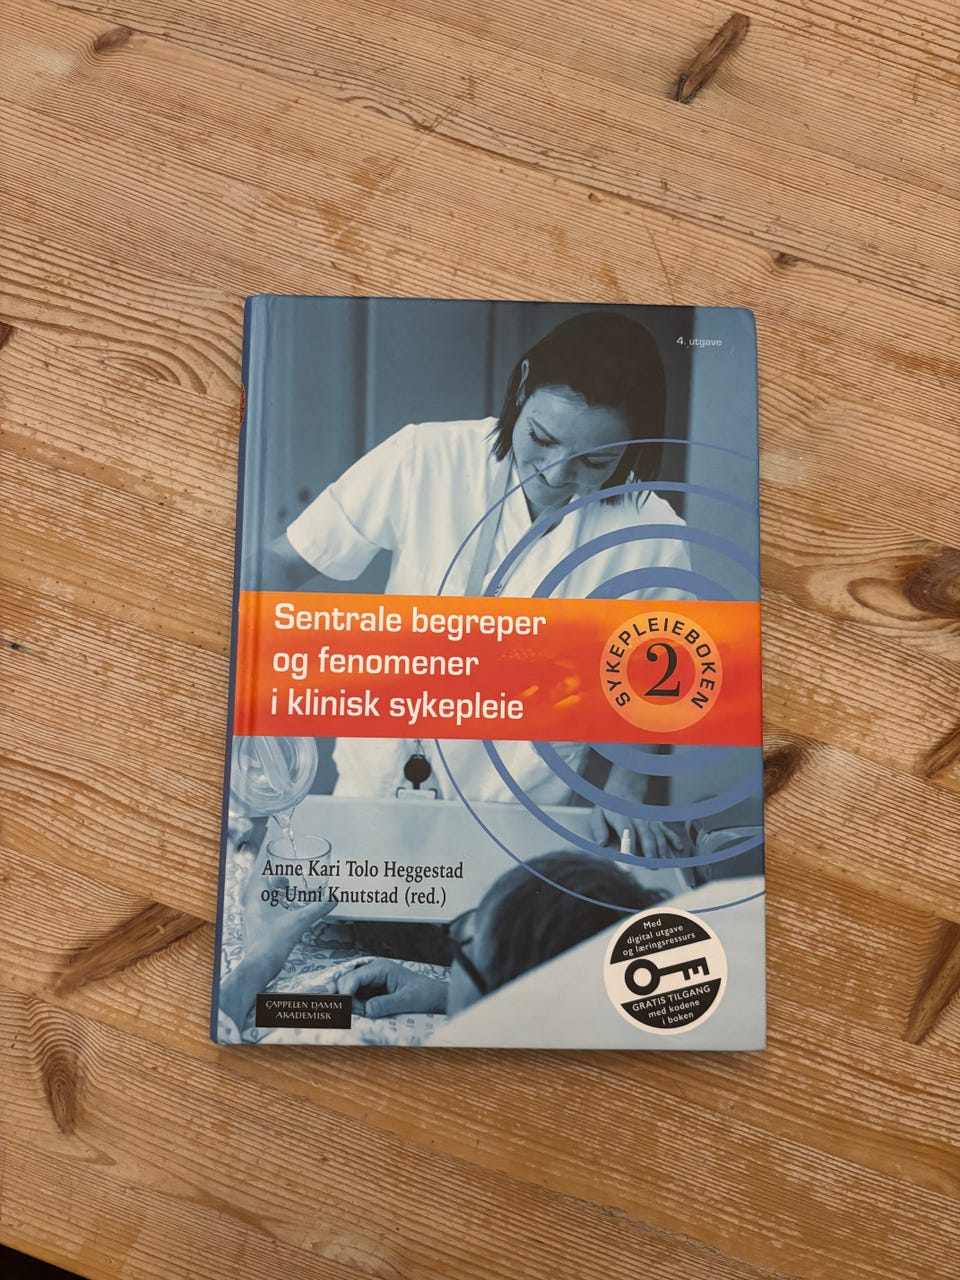 4. utgave
Sentrale begreper
og fenomener
i klinisk sykepleie
SYKEPLEIEBOKEN
2
Anne Kari Tolo Heggestad
og Unni Knutstad (red.)
Med
digital utgave
og læringsressurs
GRATIS TILGANG
med kodene
i boken
CAPPELEN DAMM
AKADEMISK